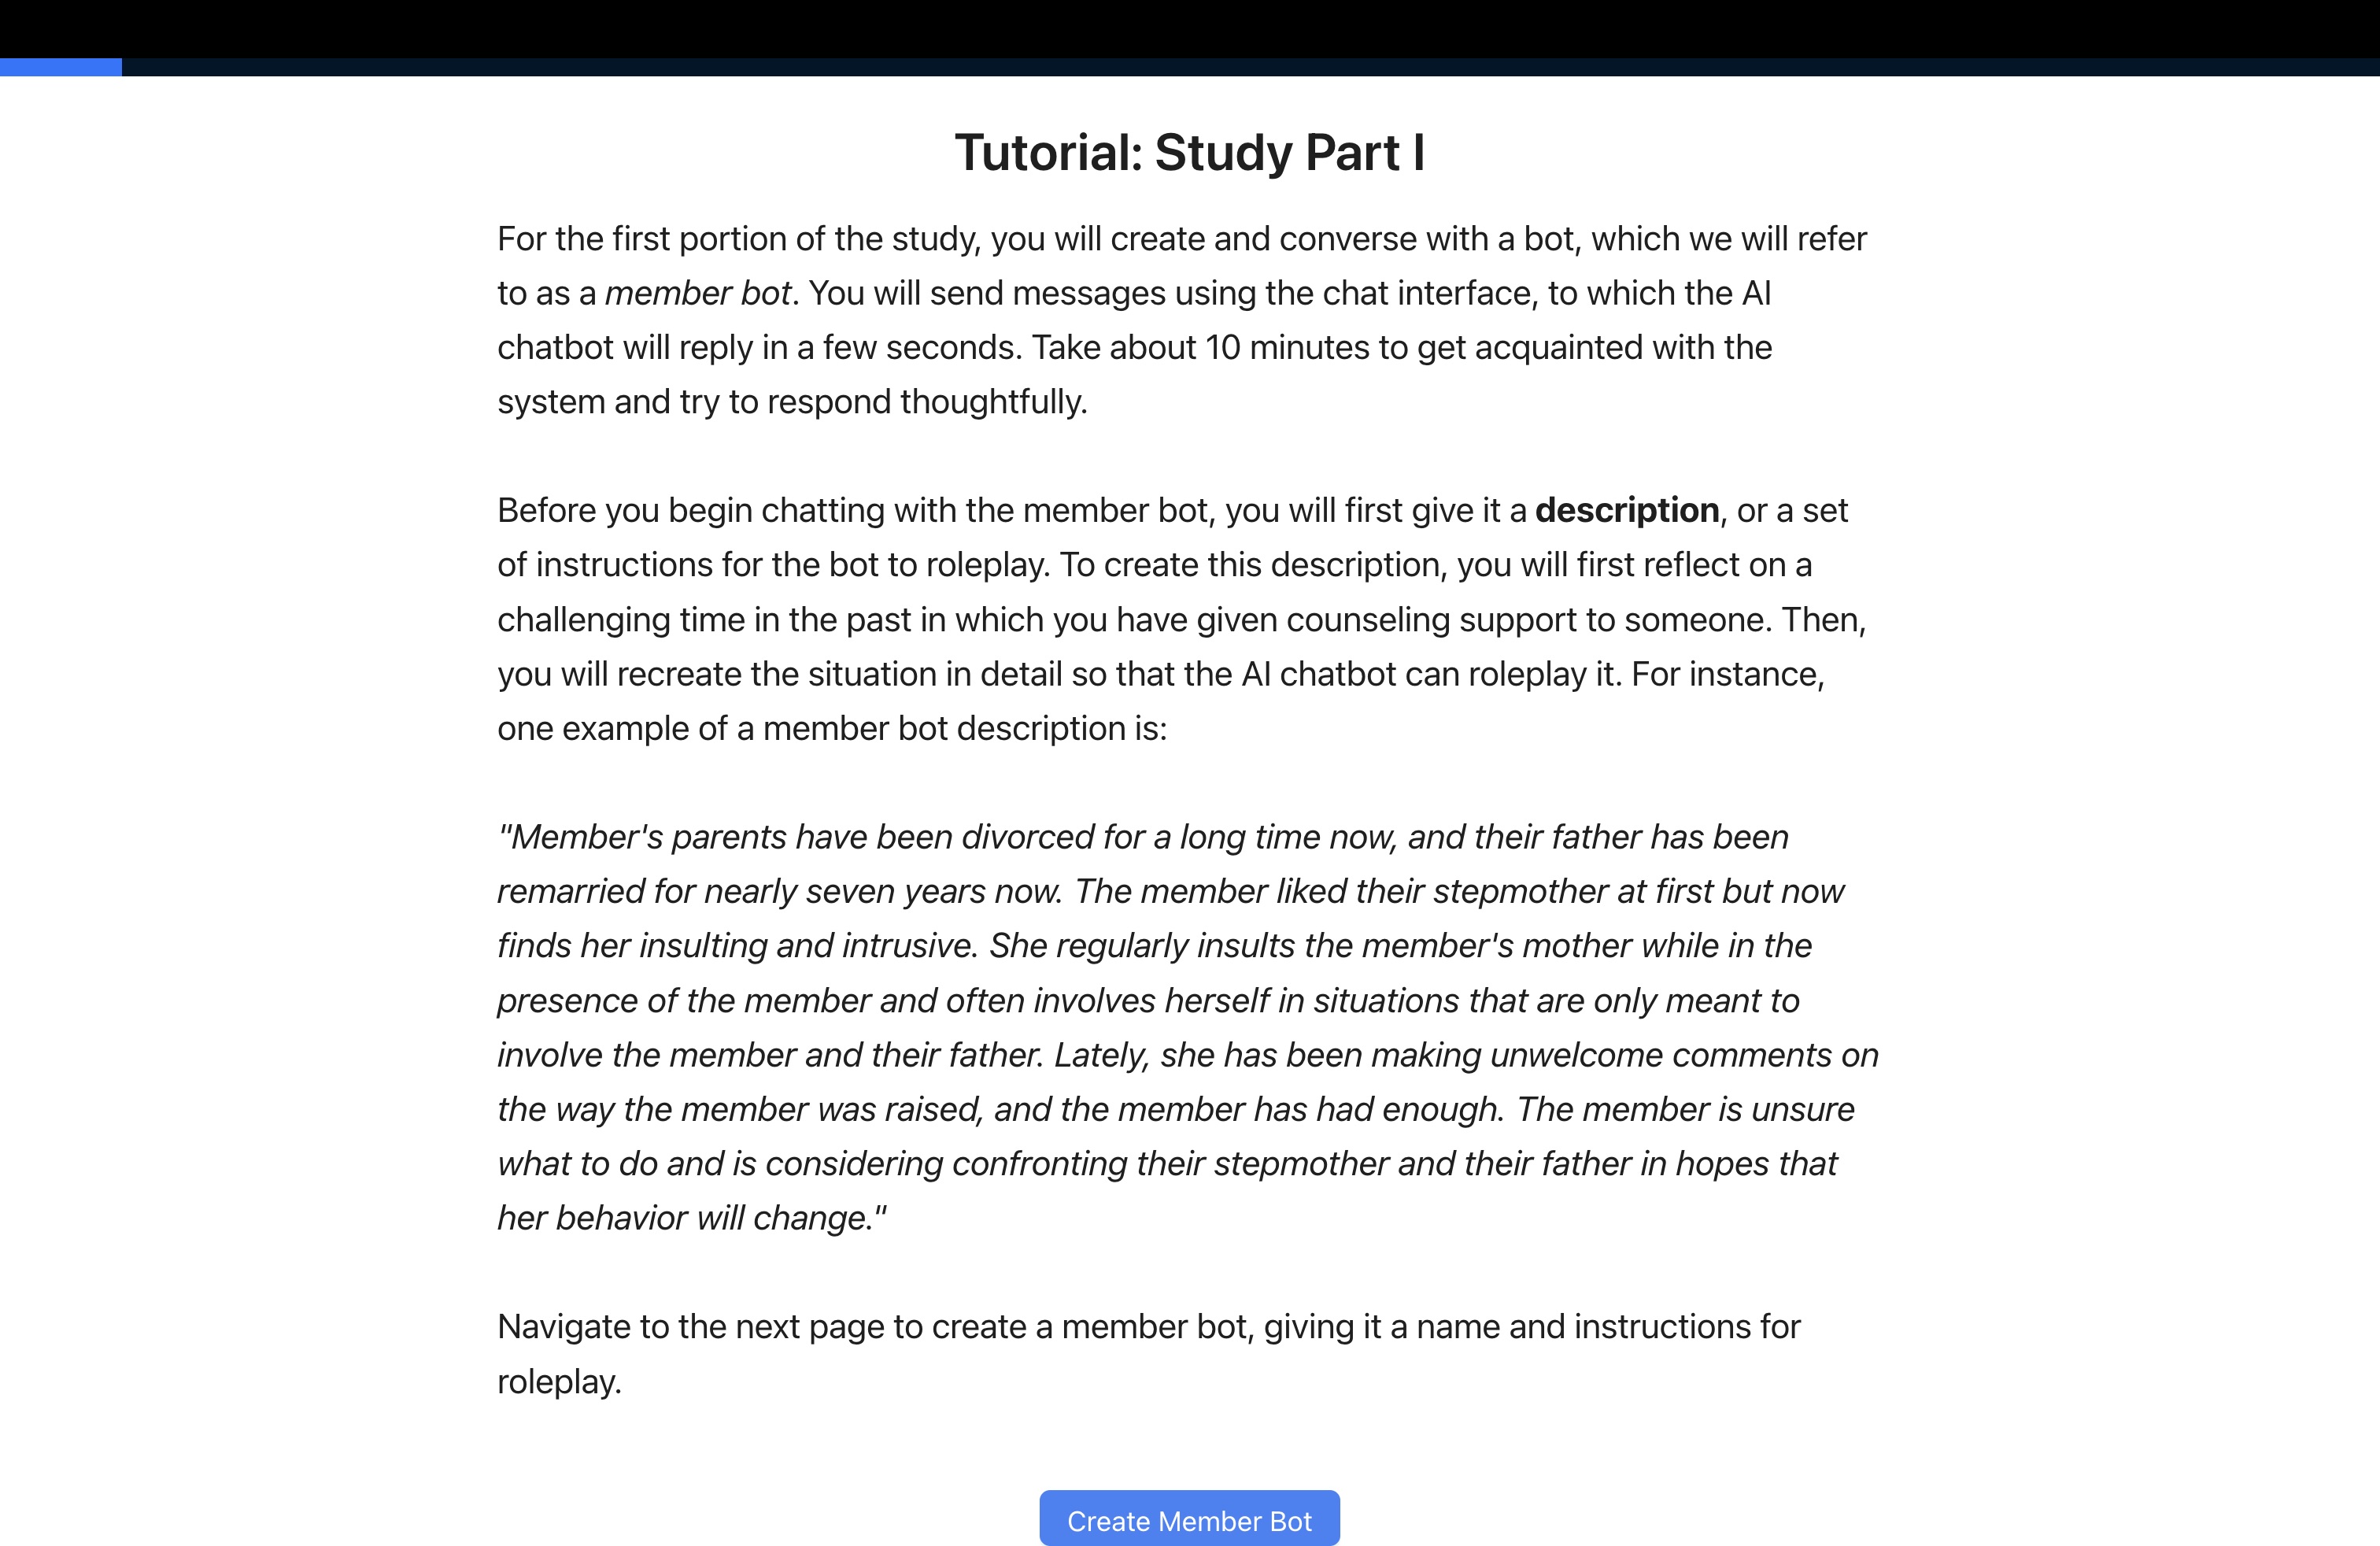 Tutorial: Study Part I
For the first portion of the study, you will create and converse with a bot, which we will refer
to as a member bot. You will send messages using the chat interface, to which the AI
chatbot will reply in a few seconds. Take about 10 minutes to get acquainted with the
system and try to respond thoughtfully.
Before you begin chatting with the member bot, you will first give it a description, or a set
of instructions for the bot to roleplay. To create this description, you will first reflect on a
challenging time in the past in which you have given counseling support to someone. Then,
you will recreate the situation in detail so that the AI chatbot can roleplay it. For instance,
one example of a member bot description is:
"Member's parents have been divorced for a long time now, and their father has been
remarried for nearly seven years now. The member liked their stepmother at first but now
finds her insulting and intrusive. She regularly insults the member's mother while in the
presence of the member and often involves herself in situations that are only meant to
involve the member and their father. Lately, she has been making unwelcome comments on
the way the member was raised, and the member has had enough. The member is unsure
what to do and is considering confronting their stepmother and their father in hopes that
her behavior will change."
Navigate to the next page to create a member bot, giving it a name and instructions for
roleplay.
Create Member Bot